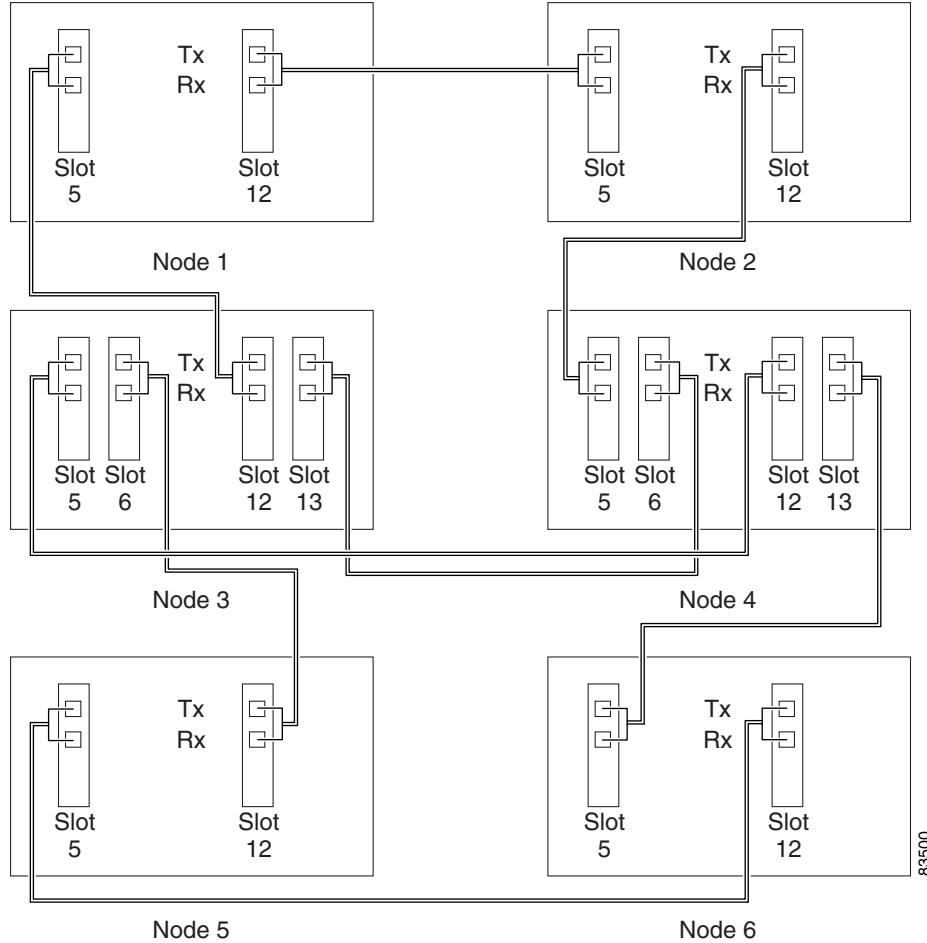 Tx
Rx
Slot
5
Slot
12
Tx
Rx
Slot
5
Slot
12
Node 1
Node 2
Tx
Rx
Slot
5
Slot
6
Slot
12
Slot
13
Tx
Rx
Slot
5
Slot
6
Slot
12
Slot
13
Node 3
Node 4
Tx
Rx
Slot
5
Slot
12
Tx
Rx
Slot
5
Slot
12
83500
Node 5
Node 6